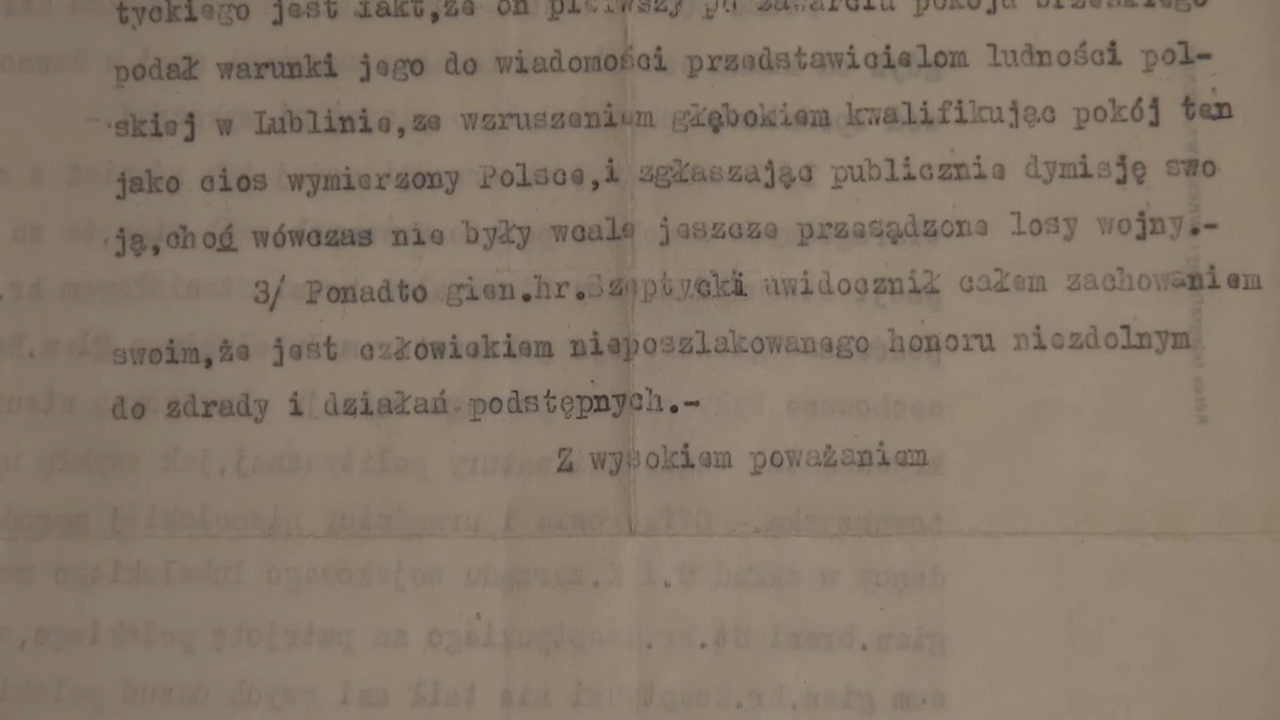 tyckiego jest fakt,że on pierwszy po zawarciu pokoju brzeskiego
podał warunki jego do wiadomości przedstawicielom ludności pol-
skiej w Lublinie,ze wzruszeniem głębokiem kwalifikując pokój ten
jako cios wymierzony Polsce,i zgłaszając publicznie dymisję swo
ją,choć wówczas nie były wcale jeszcze przesądzone losy wojny.-
3/ Ponadto gien.hr.Szeptycki uwidocznił całem zachowaniem
swoim,że jest człowiekiem nieposzlakowanego honoru niezdolnym
do zdrady i działań podstępnych.-
Z wysokiem poważaniem